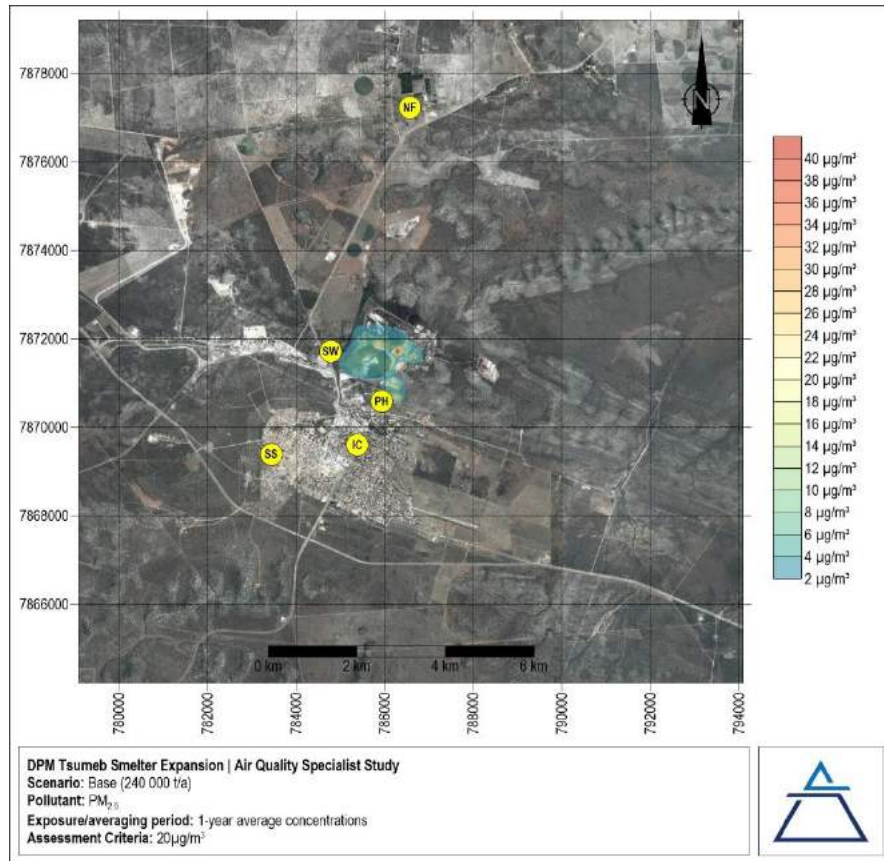 7878000
NF
N
7876000
7874000
7872000
SW
PH
7870000
IC
SS
7868000
7866000
0 km
2 km
4 km
6 km
780000
782000
784000
786000
788000
790000
792000
794000
40 µg/m³
38 µg/m³
36 µg/m³
34 µg/m³
32 µg/m³
30 µg/m³
28 µg/m³
26 µg/m³
24 µg/m³
22 µg/m³
20 µg/m³
18 µg/m³
16 µg/m³
14 µg/m³
12 µg/m³
10 µg/m³
8 µg/m³
6 µg/m³
4 µg/m³
2 µg/m³
DPM Tsumeb Smelter Expansion | Air Quality Specialist Study
Scenario: Base (240 000 t/a)
Pollutant: PM₂.₅
Exposure/averaging period: 1-year average concentrations
Assessment Criteria: 20µg/m³